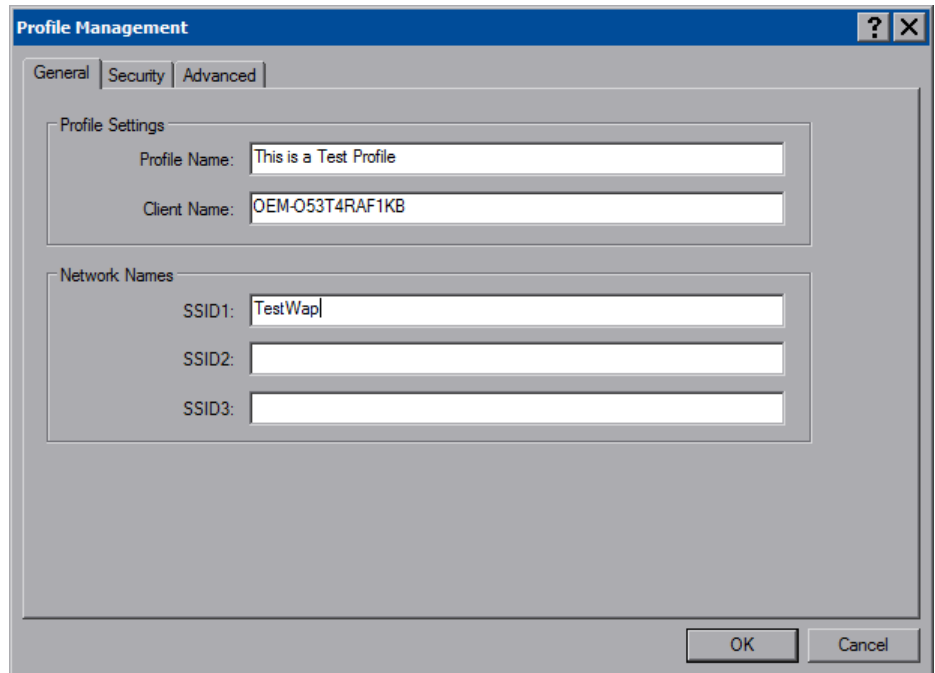 Profile Management
?
X
General Security Advanced
Profile Settings
Profile Name: This is a Test Profile
Client Name: OEM-O53T4RAF1KB
Network Names
SSID1: TestWap
SSID2:
SSID3:
OK Cancel